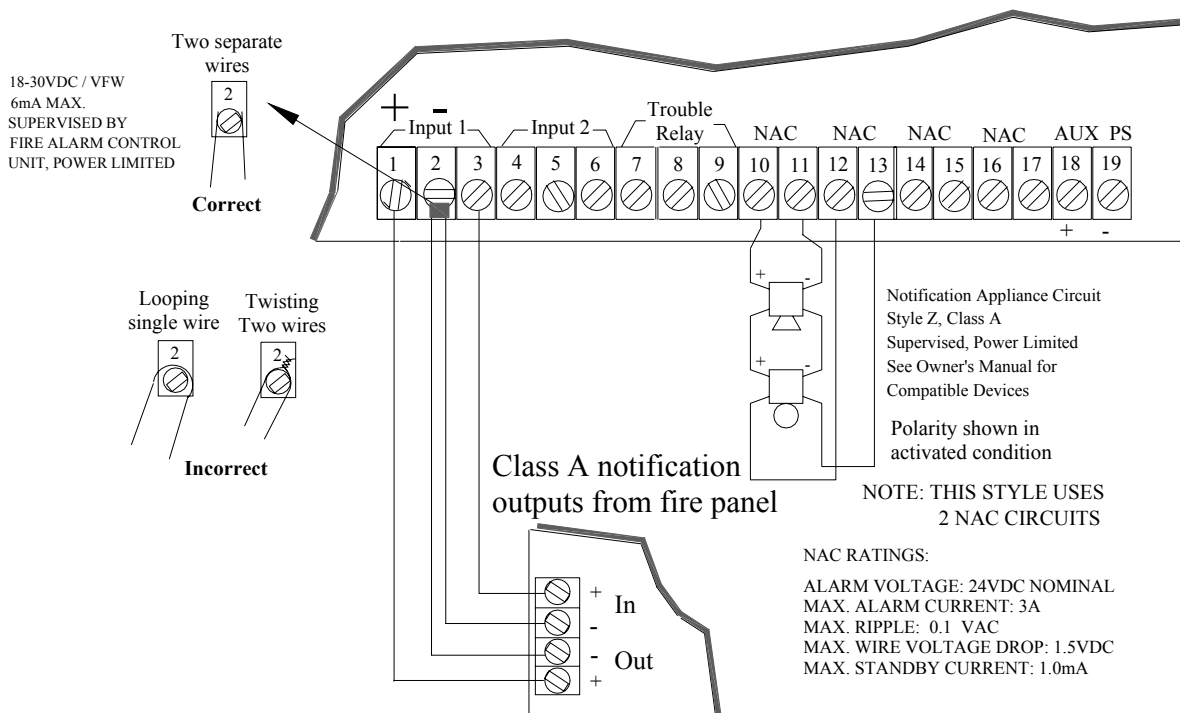 Two separate
wires
18-30VDC / VFW
6mA MAX.
SUPERVISED BY
FIRE ALARM CONTROL
UNIT, POWER LIMITED
2
Correct
Looping
single wire
2
Twisting
Two wires
2
Incorrect
+ -
Input 1 Input 2 Trouble
Relay NAC NAC NAC NAC AUX PS
1 2 3 4 5 6 7 8 9 10 11 12 13 14 15 16 17 18 19
+ -
+ -
+ -
Notification Appliance Circuit
Style Z, Class A
Supervised, Power Limited
See Owner's Manual for
Compatible Devices
Polarity shown in
activated condition
NOTE: THIS STYLE USES
2 NAC CIRCUITS
Class A notification
outputs from fire panel
+
In
-
-
Out
+
NAC RATINGS:
ALARM VOLTAGE: 24VDC NOMINAL
MAX. ALARM CURRENT: 3A
MAX. RIPPLE: 0.1 VAC
MAX. WIRE VOLTAGE DROP: 1.5VDC
MAX. STANDBY CURRENT: 1.0mA